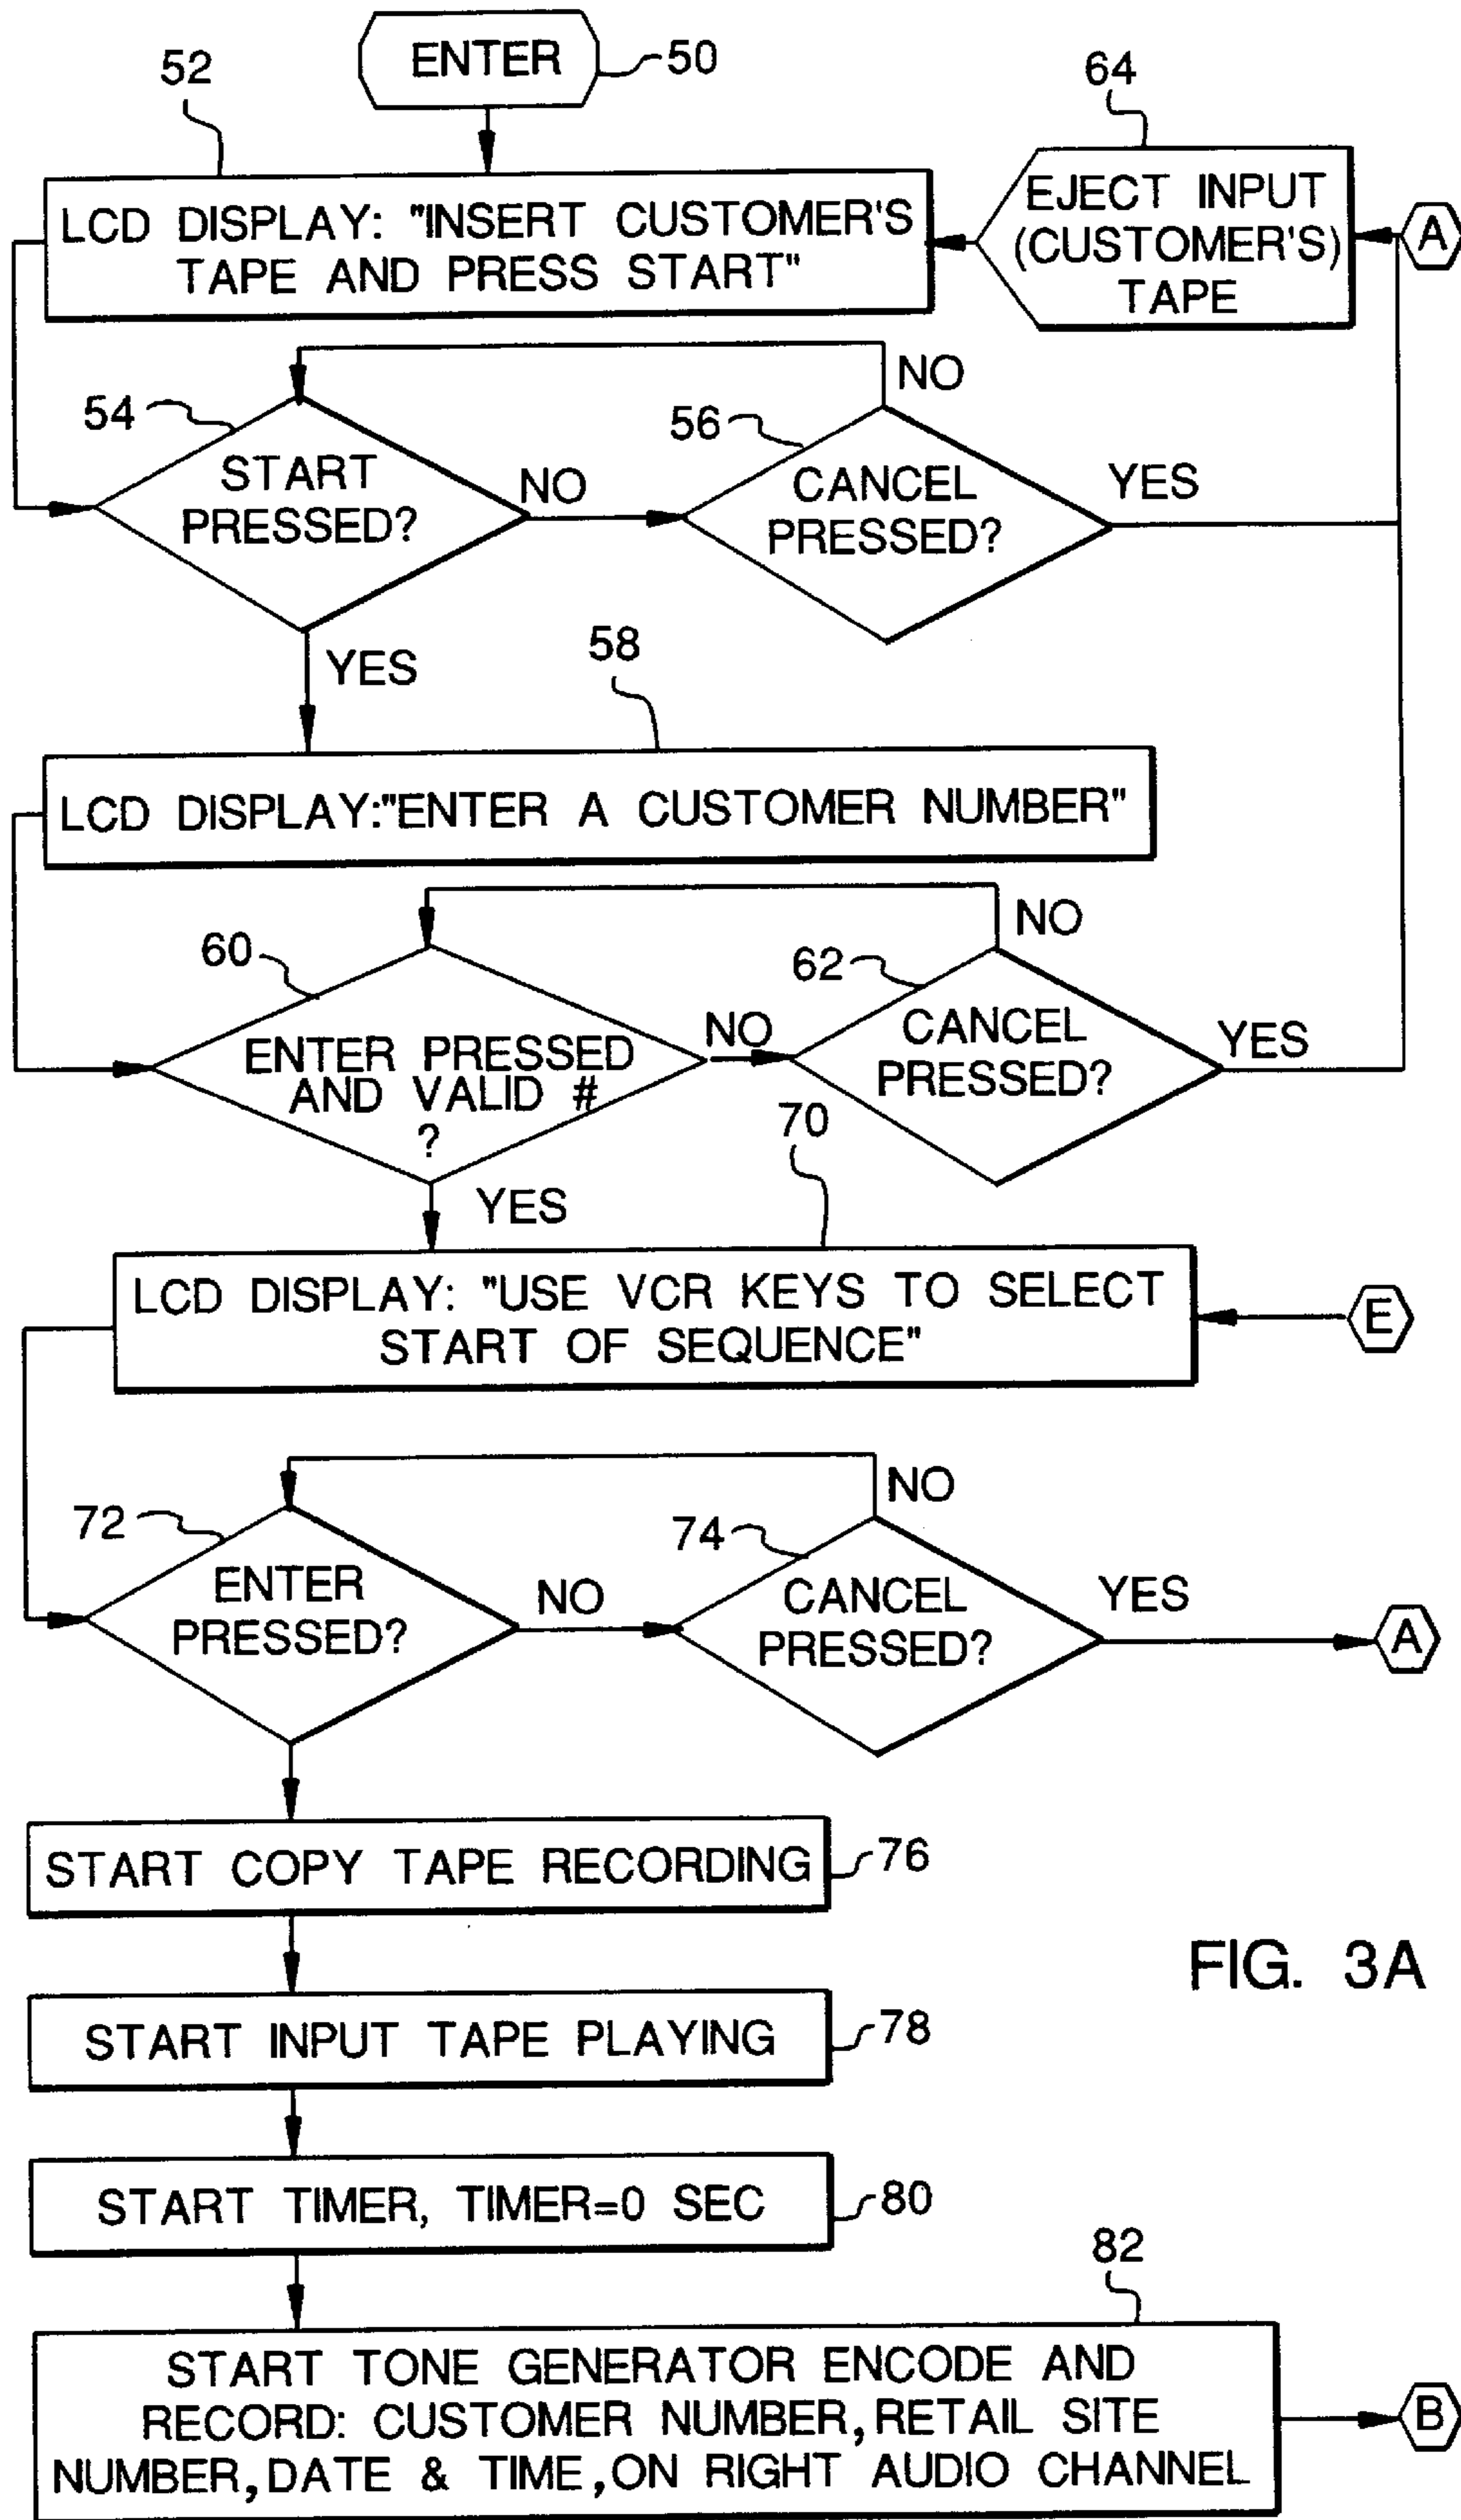 ENTER
50
52
64
LCD DISPLAY: "INSERT CUSTOMER'S
TAPE AND PRESS START"
EJECT INPUT
(CUSTOMER'S)
TAPE
A
NO
54
START
PRESSED?
NO
56
CANCEL
PRESSED?
YES
YES
58
LCD DISPLAY:"ENTER A CUSTOMER NUMBER"
NO
60
ENTER PRESSED
AND VALID #
?
NO
62
CANCEL
PRESSED?
YES
YES
70
LCD DISPLAY: "USE VCR KEYS TO SELECT
START OF SEQUENCE"
E
NO
72
ENTER
PRESSED?
NO
74
CANCEL
PRESSED?
YES
A
START COPY TAPE RECORDING
76
FIG. 3A
START INPUT TAPE PLAYING
78
START TIMER, TIMER=0 SEC
80
82
START TONE GENERATOR ENCODE AND
RECORD: CUSTOMER NUMBER, RETAIL SITE
NUMBER, DATE & TIME, ON RIGHT AUDIO CHANNEL
B